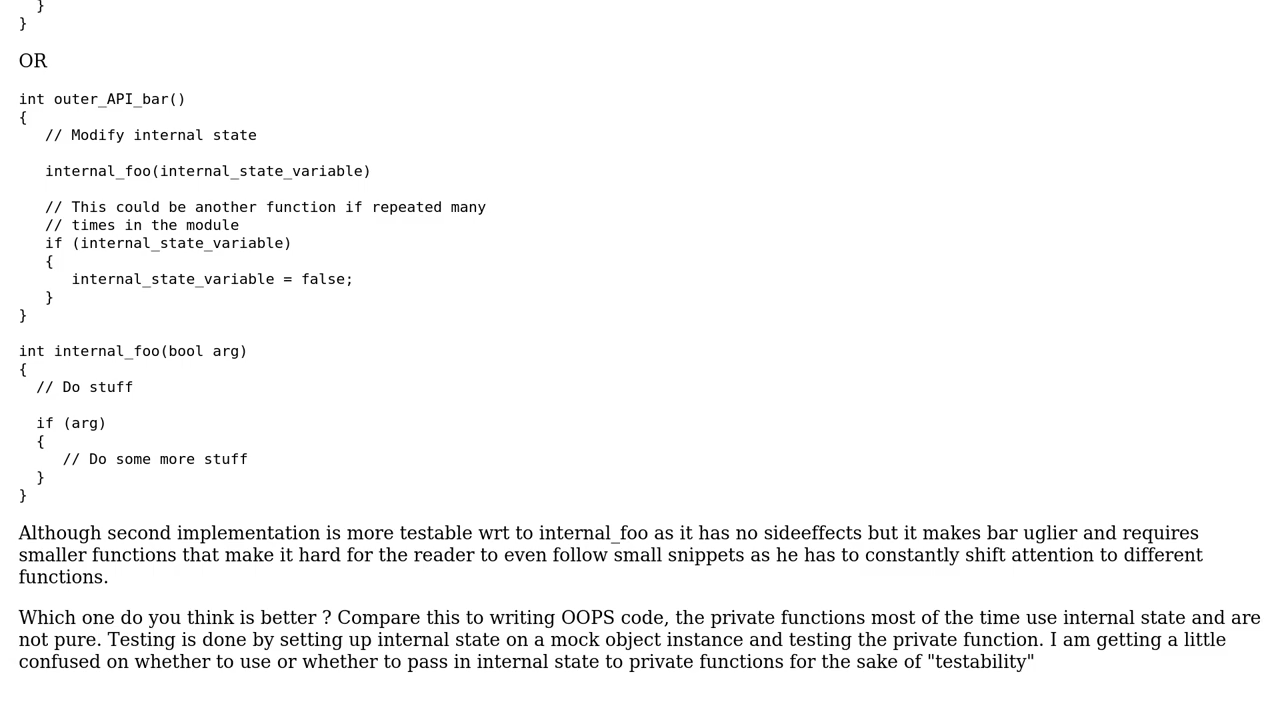 }
}
OR
int outer_API_bar()
{
   // Modify internal state
   internal_foo(internal_state_variable)
   // This could be another function if repeated many
   // times in the module
   if (internal_state_variable)
   {
      internal_state_variable = false;
   }
}
int internal_foo(bool arg)
{
  // Do stuff
  if (arg)
  {
     // Do some more stuff
  }
}
Although second implementation is more testable wrt to internal_foo as it has no sideeffects but it makes bar uglier and requires
smaller functions that make it hard for the reader to even follow small snippets as he has to constantly shift attention to different
functions.
Which one do you think is better ? Compare this to writing OOPS code, the private functions most of the time use internal state and are
not pure. Testing is done by setting up internal state on a mock object instance and testing the private function. I am getting a little
confused on whether to use or whether to pass in internal state to private functions for the sake of "testability"